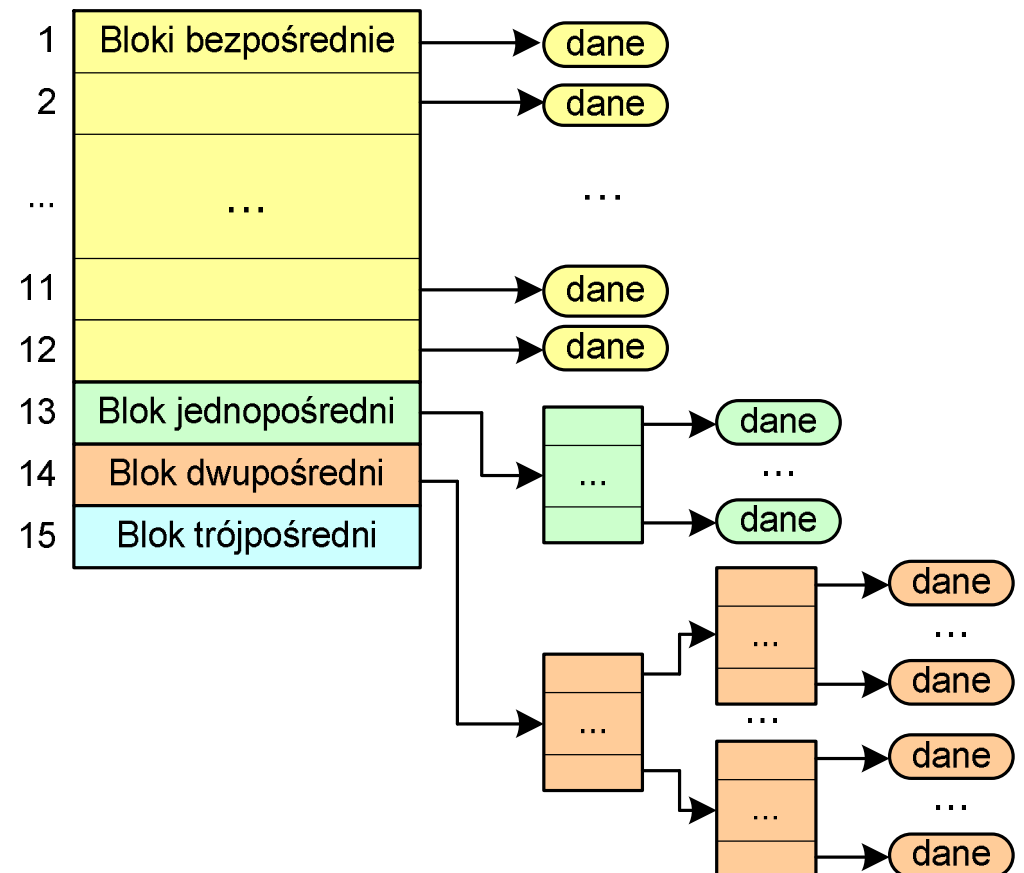 1 Bloki bezpośrednie dane
2 dane
... ... ...
11 dane
12 dane
13 Blok jednopośredni dane
14 Blok dwupośredni ... ...
15 Blok trójpośredni dane
dane
... ...
dane
... ...
dane
... ...
dane